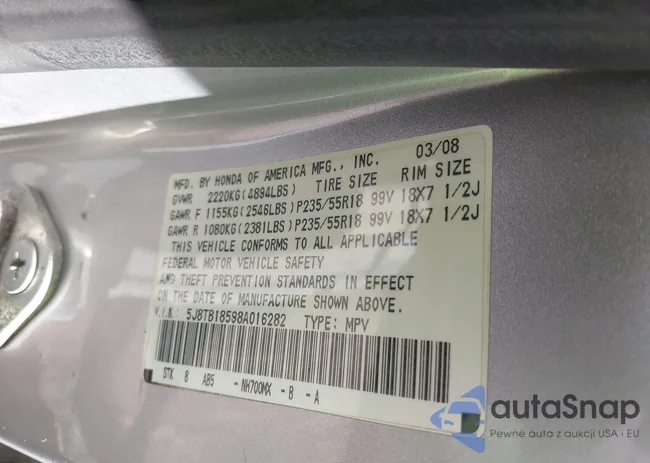 MFD. BY HONDA OF AMERICA MFG., INC. 03/08
GVWR 2220KG(4894LBS) TIRE SIZE RIM SIZE
GAWR F 1155KG(2546LBS)P235/55R18 99V 18X7 1/2J
GAWR R 1080KG(2381LBS)P235/55R18 99V 18X7 1/2J
THIS VEHICLE CONFORMS TO ALL APPLICABLE
FEDERAL MOTOR VEHICLE SAFETY
AND THEFT PREVENTION STANDARDS IN EFFECT
ON THE DATE OF MANUFACTURE SHOWN ABOVE.
V.I.N.: 5J8TB18598A016282 TYPE: MPV
STK 8 AB5 -NH700MX - B - A
autaSnap
Pewne auta z aukcji USA i EU